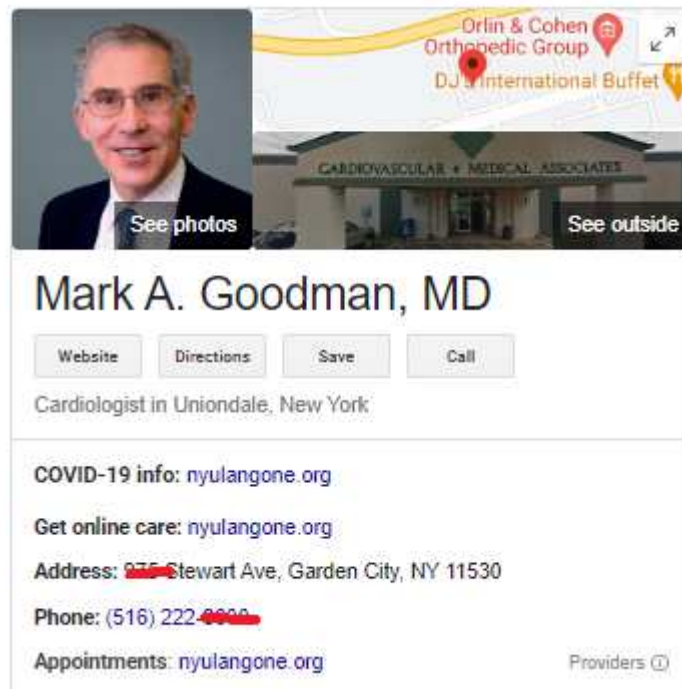 Orlin & Cohen
Orthopedic Group
DJ's International Buffet
CARDIOVASCULAR + MEDICAL ASSOCIATES
See photos
See outside
Mark A. Goodman, MD
Website
Directions
Save
Call
Cardiologist in Uniondale, New York
COVID-19 info: nyulangone.org
Get online care: nyulangone.org
Address: Stewart Ave, Garden City, NY 11530
Phone: (516) 222-
Appointments: nyulangone.org
Providers